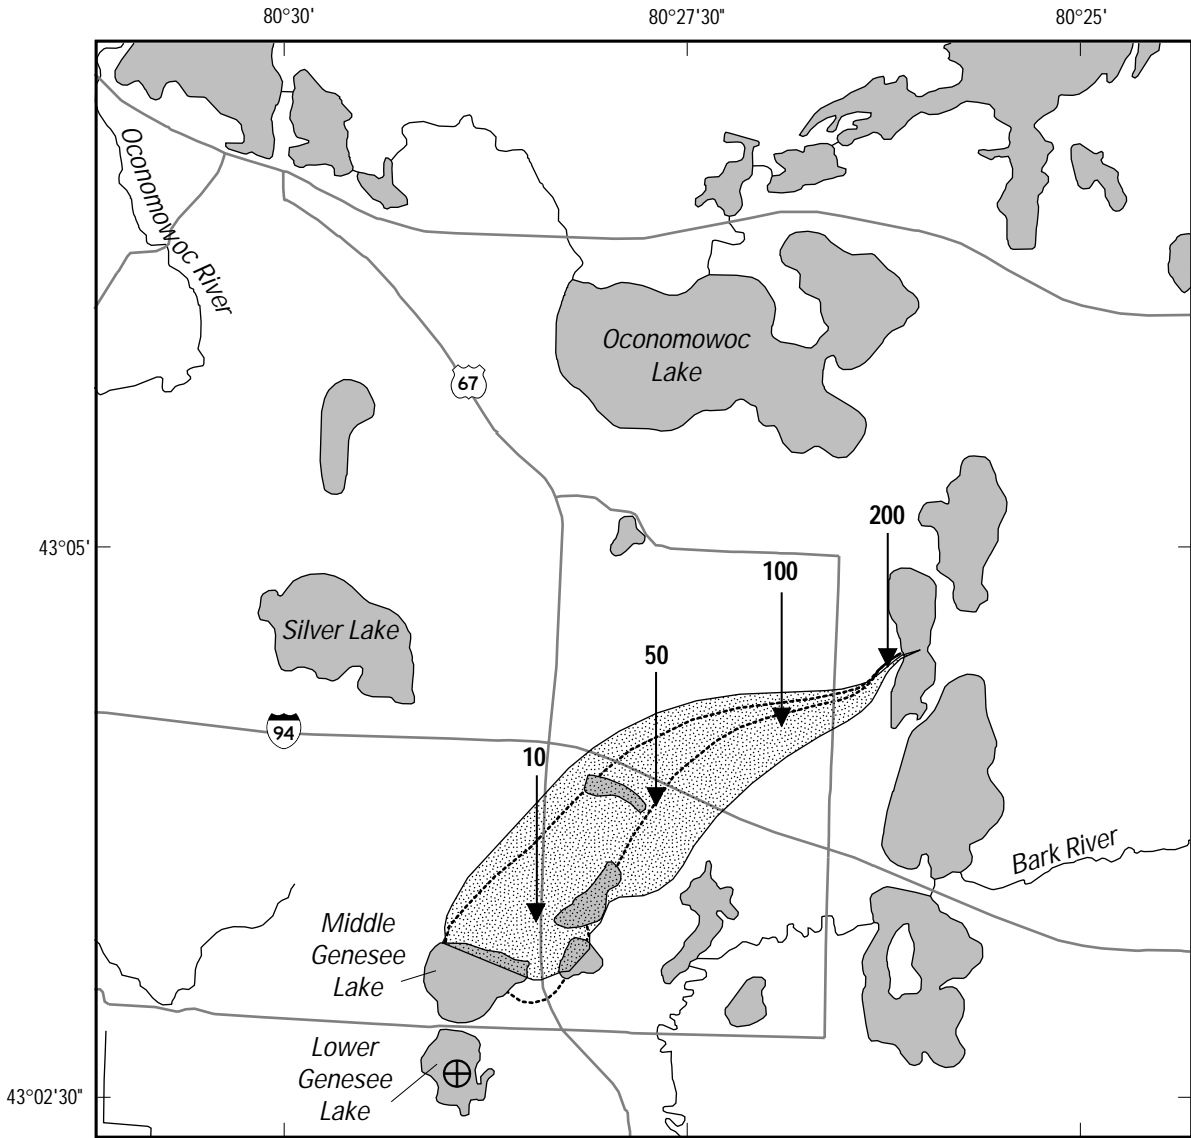 80°30'
80°27'30"
80°25'
Oconomowoc River
Oconomowoc
Lake
67
200
43°05'
100
Silver Lake
50
94
10
Bark River
Middle
Genesee
Lake
Lower
Genesee
Lake
43°02'30"